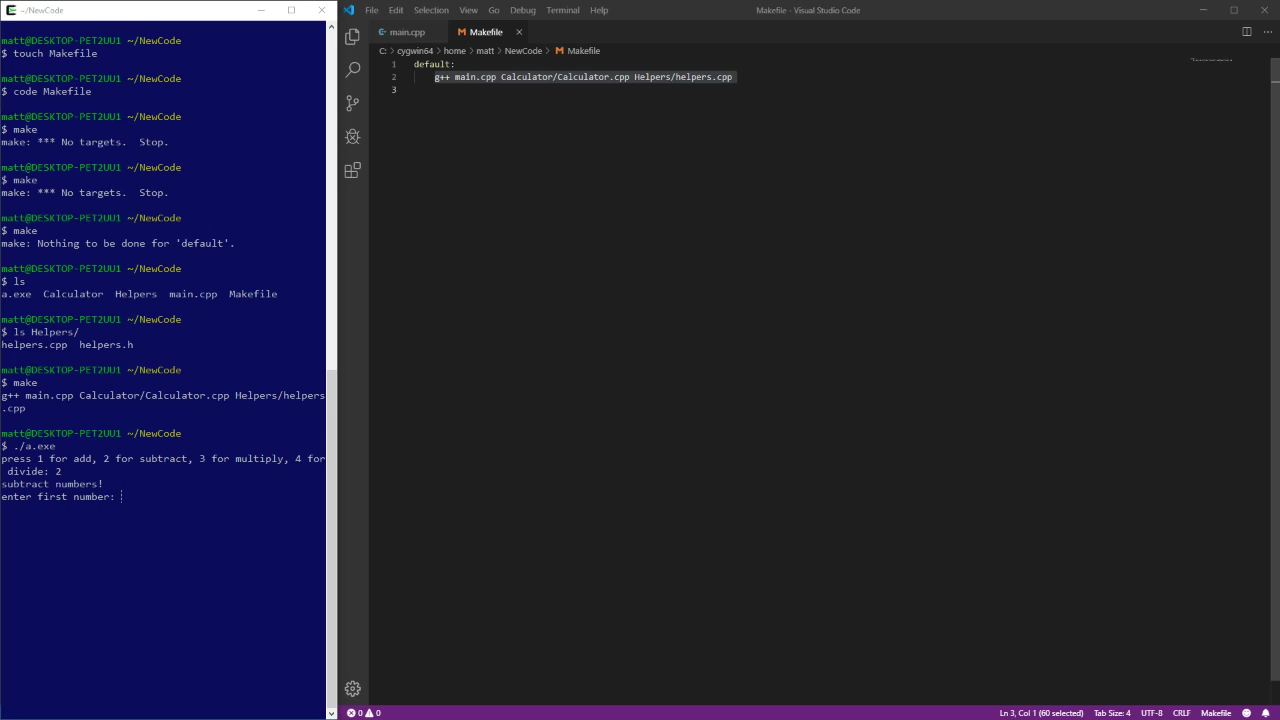 ~/NewCode
matt@DESKTOP-PET2UU1 ~/NewCode
$ touch Makefile
matt@DESKTOP-PET2UU1 ~/NewCode
$ code Makefile
matt@DESKTOP-PET2UU1 ~/NewCode
$ make
make: *** No targets.  Stop.
matt@DESKTOP-PET2UU1 ~/NewCode
$ make
make: *** No targets.  Stop.
matt@DESKTOP-PET2UU1 ~/NewCode
$ make
make: Nothing to be done for 'default'.
matt@DESKTOP-PET2UU1 ~/NewCode
$ ls
a.exe  Calculator  Helpers  main.cpp  Makefile
matt@DESKTOP-PET2UU1 ~/NewCode
$ ls Helpers/
helpers.cpp  helpers.h
matt@DESKTOP-PET2UU1 ~/NewCode
$ make
g++ main.cpp Calculator/Calculator.cpp Helpers/helpers
.cpp
matt@DESKTOP-PET2UU1 ~/NewCode
$ ./a.exe
press 1 for add, 2 for subtract, 3 for multiply, 4 for
 divide: 2
subtract numbers!
enter first number:
File Edit Selection View Go Debug Terminal Help
Makefile - Visual Studio Code
main.cpp
Makefile
C: > cygwin64 > home > matt > NewCode > Makefile
1 default:
2 g++ main.cpp Calculator/Calculator.cpp Helpers/helpers.cpp
3
0 0
Ln 3, Col 1 (60 selected) Tab Size: 4 UTF-8 CRLF Makefile